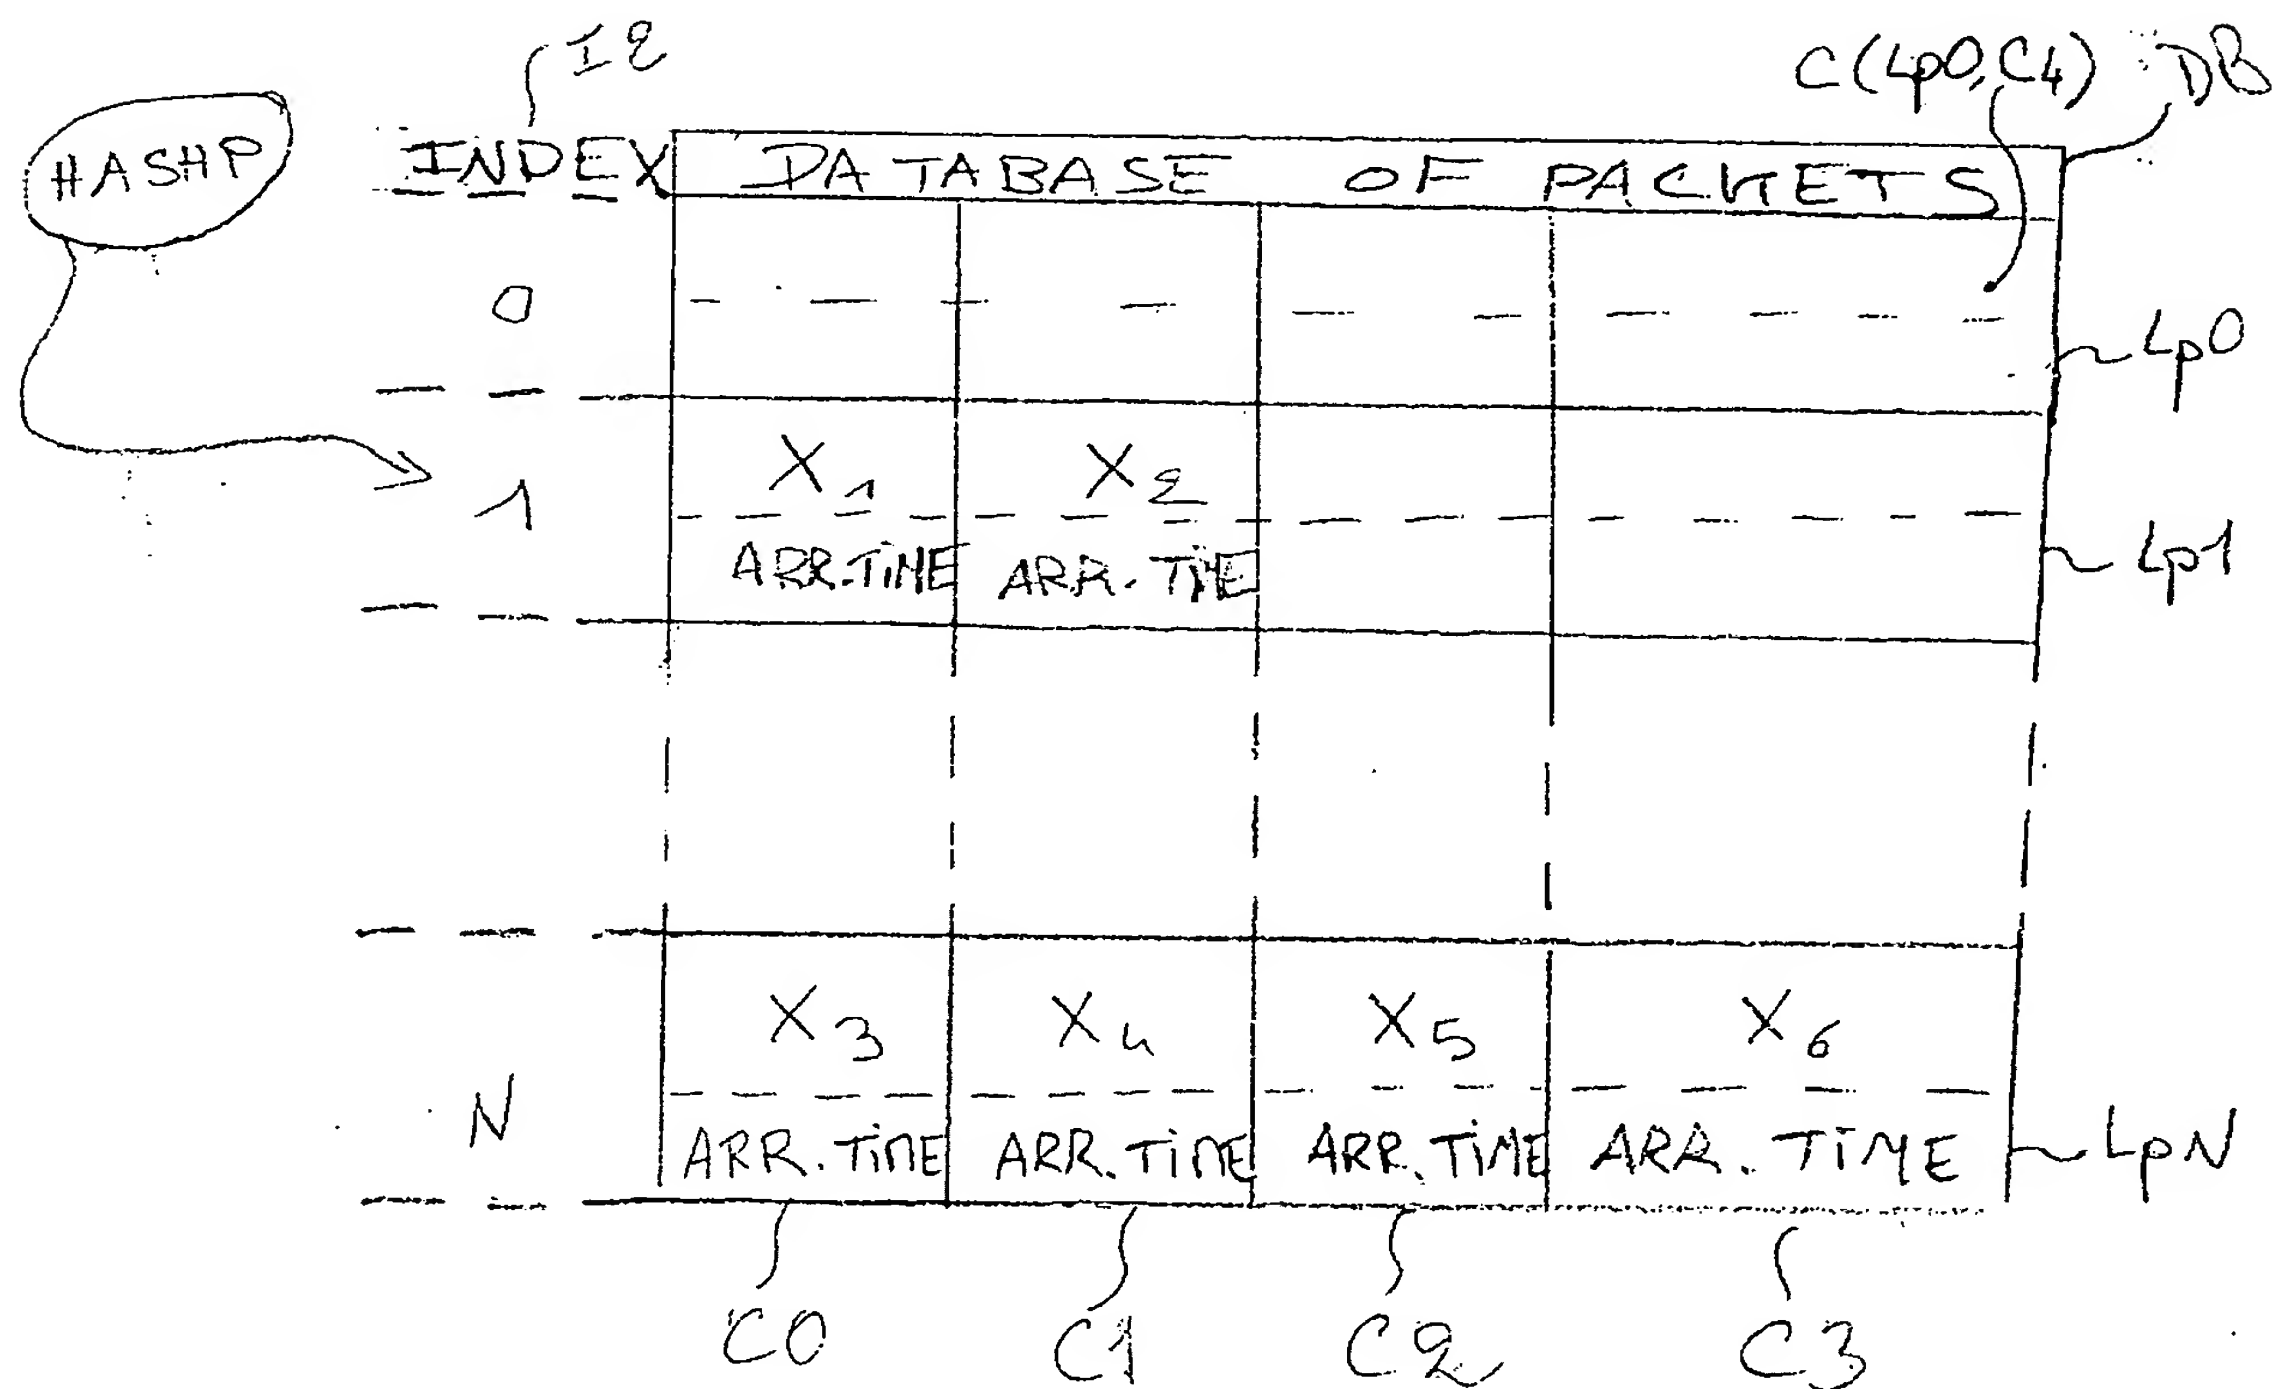 I2
C(Lp0,C4) DB
HASHP
INDEX DATABASE OF PACKETS
0
Lp0
X1 X2
1
ARR.TIME ARR. TIME
Lp1
X3 X4 X5 X6
N
ARR. TIME ARR. TIME ARR. TIME ARR. TIME
LpN
C0 C1 C2 C3